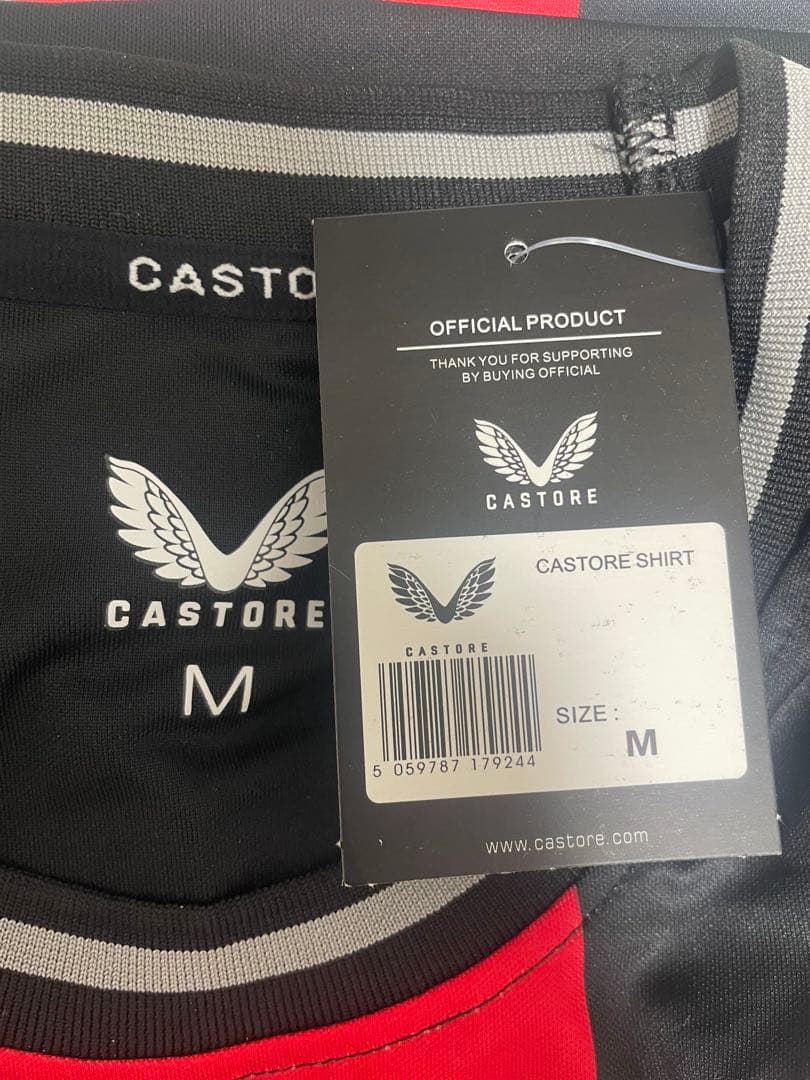 CASTO
CASTORE
M
OFFICIAL PRODUCT
THANK YOU FOR SUPPORTING
BY BUYING OFFICIAL
CASTORE
CASTORE SHIRT
CASTORE
SIZE :
M
5 059787 179244
www.castore.com